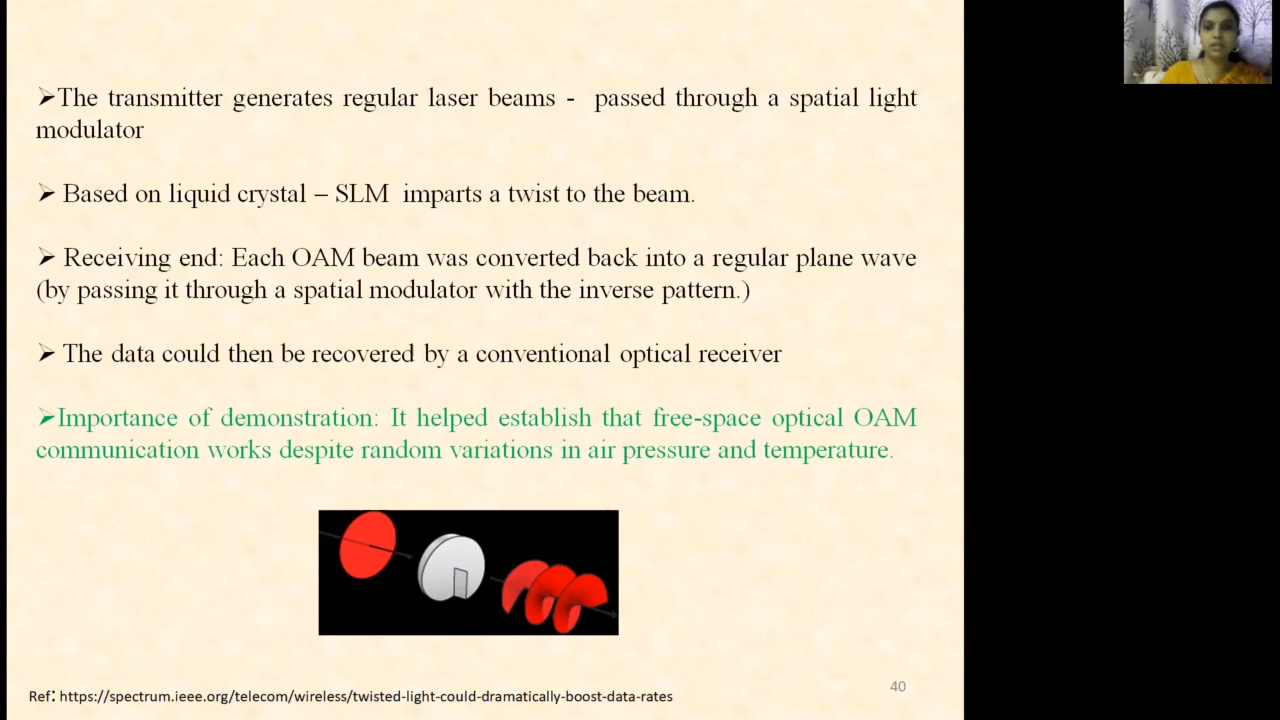 ➢The transmitter generates regular laser beams - passed through a spatial light
modulator
➢ Based on liquid crystal – SLM imparts a twist to the beam.
➢ Receiving end: Each OAM beam was converted back into a regular plane wave
(by passing it through a spatial modulator with the inverse pattern.)
➢ The data could then be recovered by a conventional optical receiver
➢Importance of demonstration: It helped establish that free-space optical OAM
communication works despite random variations in air pressure and temperature.
Ref: https://spectrum.ieee.org/telecom/wireless/twisted-light-could-dramatically-boost-data-rates
40